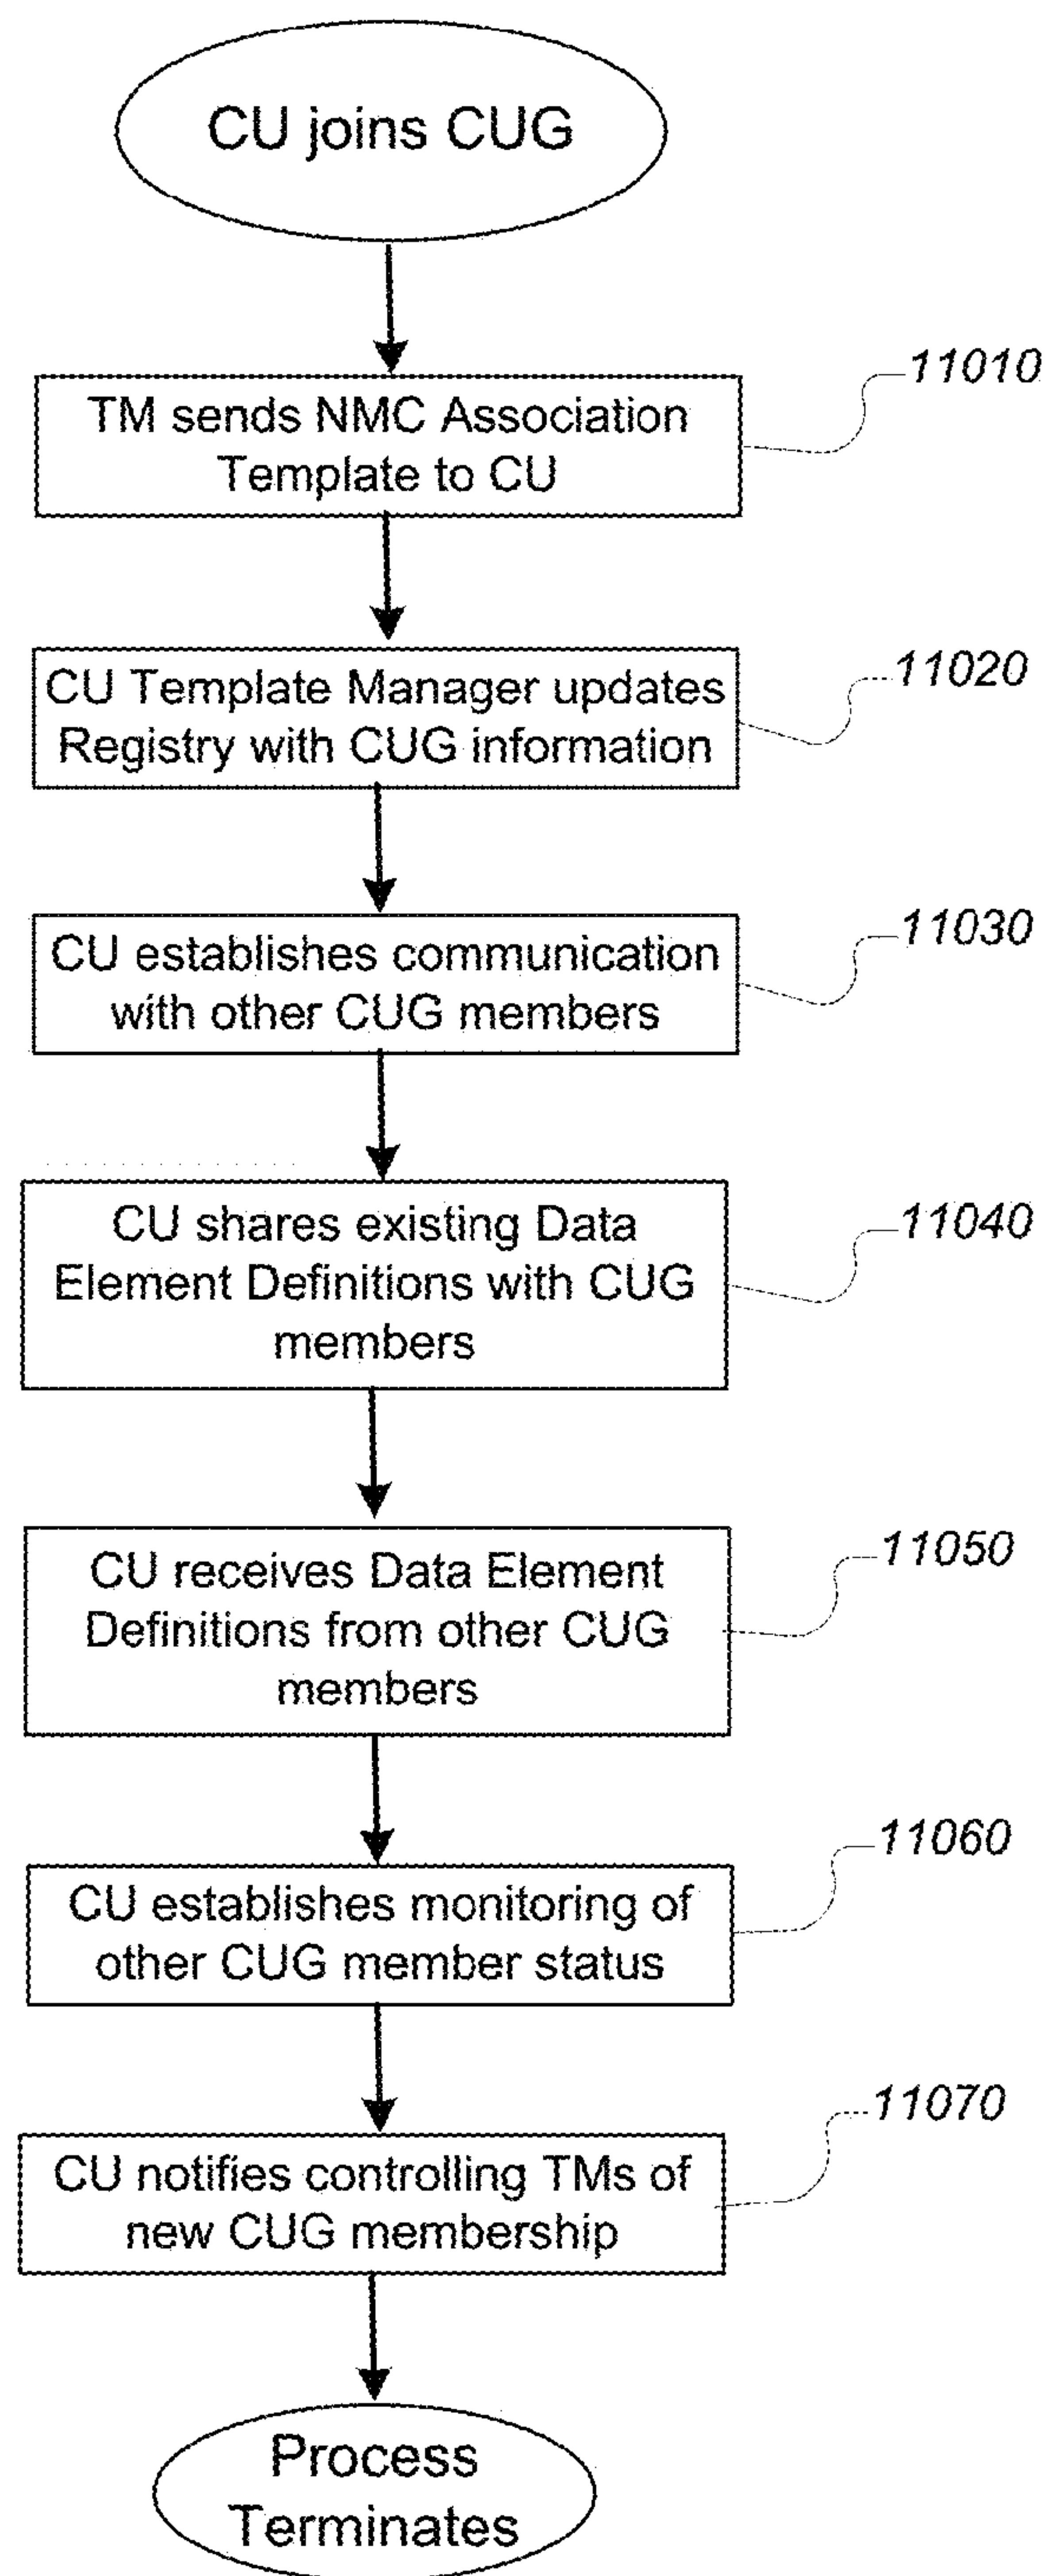 CU joins CUG
11010
TM sends NMC Association
Template to CU
11020
CU Template Manager updates
Registry with CUG information
11030
CU establishes communication
with other CUG members
11040
CU shares existing Data
Element Definitions with CUG
members
11050
CU receives Data Element
Definitions from other CUG
members
11060
CU establishes monitoring of
other CUG member status
11070
CU notifies controlling TMs of
new CUG membership
Process
Terminates